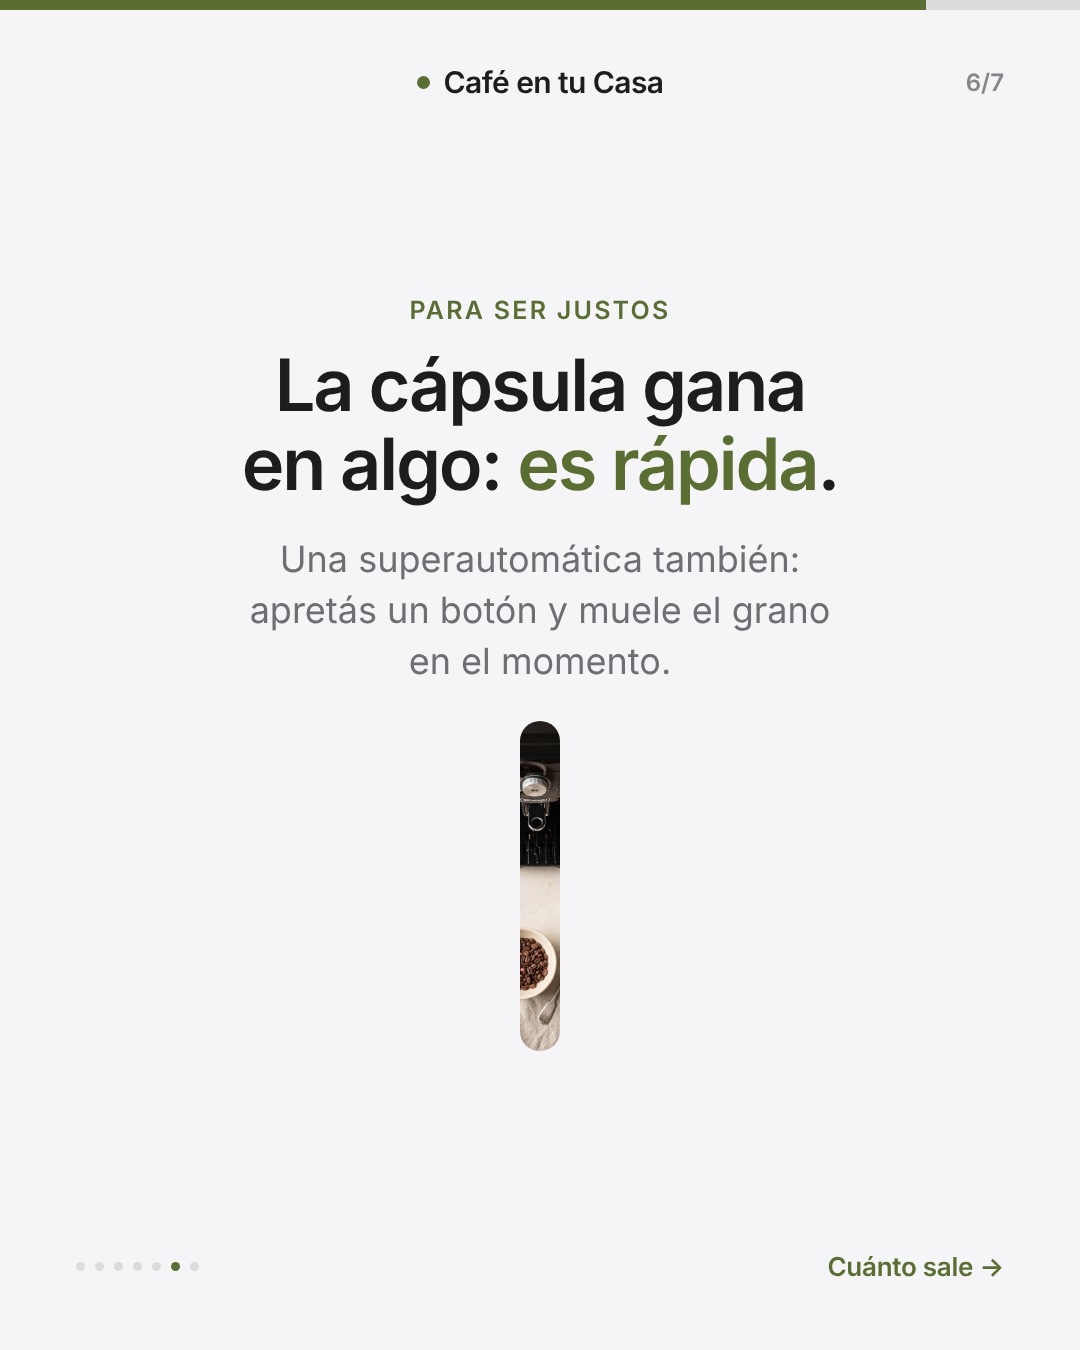 Café en tu Casa
6/7
PARA SER JUSTOS
La cápsula gana
en algo: es rápida.
Una superautomática también:
apretás un botón y muele el grano
en el momento.
Cuánto sale →